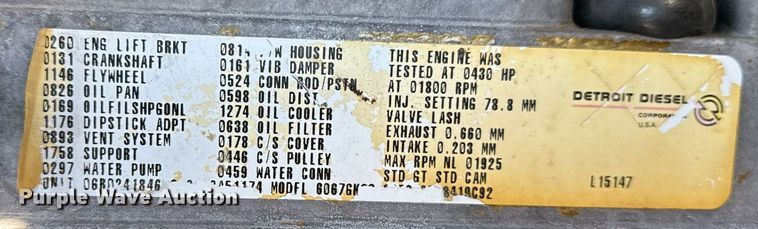 0260 ENG LIFT BRKT
0131 CRANKSHAFT
1146 FLYWHEEL
0826 OIL PAN
0169 OILFILSHPGONL
1176 DIPSTICK ADPT
0893 VENT SYSTEM
1758 SUPPORT
0297 WATER PUMP
UNIT 06R0241846
HOUSING
0161 VIB DAMPER
0524 CONN ROD/PSTN
0598 OIL DIST
1274 OIL COOLER
0638 OIL FILTER
0178 C/S COVER
0446 C/S PULLEY
0459 WATER CONN
MODEL
THIS ENGINE WAS
TESTED AT 0430 HP
AT 01800 RPM
INJ. SETTING 78.8 MM
VALVE LASH
EXHAUST 0.660 MM
INTAKE 0.203 MM
MAX RPM NL 01925
STD GT STD CAM
DETROIT DIESEL
CORPORATION
U.S.A.
L15147
Purple Wave Auction